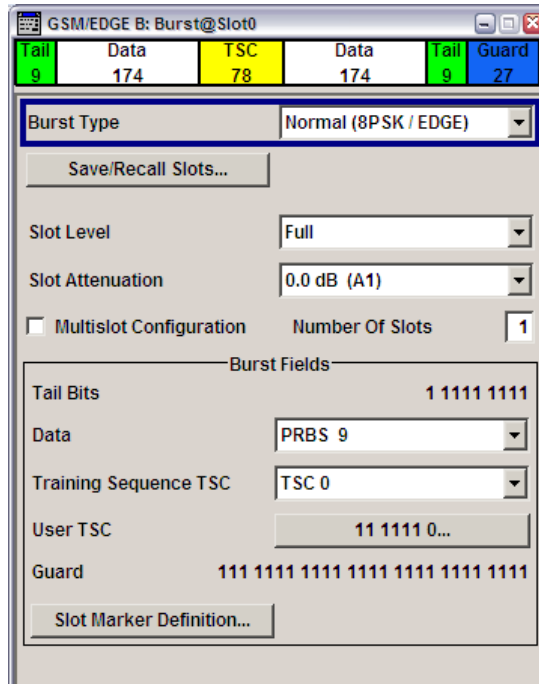 GSM/EDGE B: Burst@Slot0
Tail Data TSC Data Tail Guard
9 174 78 174 9 27
Burst Type Normal (8PSK / EDGE)
Save/Recall Slots...
Slot Level Full
Slot Attenuation 0.0 dB (A1)
Multislot Configuration Number Of Slots 1
Burst Fields
Tail Bits 1 1111 1111
Data PRBS 9
Training Sequence TSC TSC 0
User TSC 11 1111 0...
Guard 111 1111 1111 1111 1111 1111 1111
Slot Marker Definition...